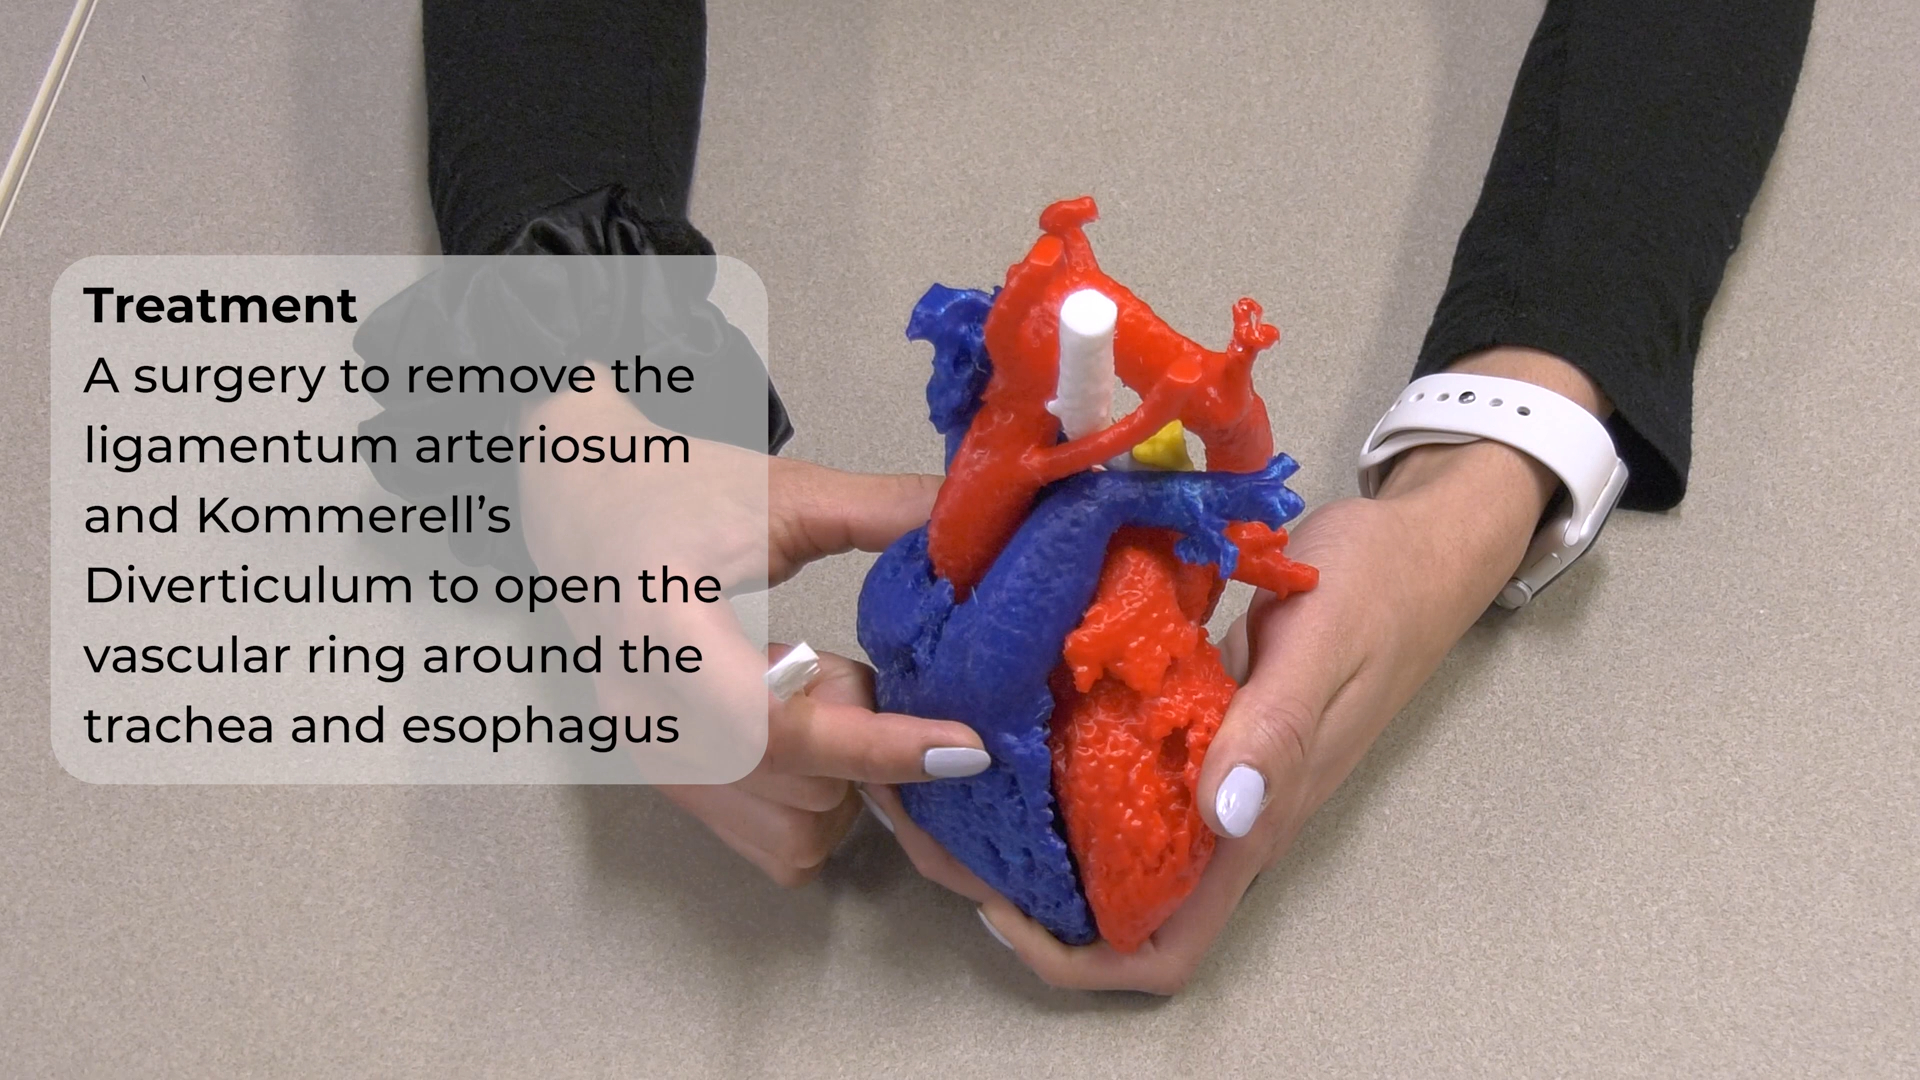 Treatment
A surgery to remove the
ligamentum arteriosum
and Kommerell’s
Diverticulum to open the
vascular ring around the
trachea and esophagus